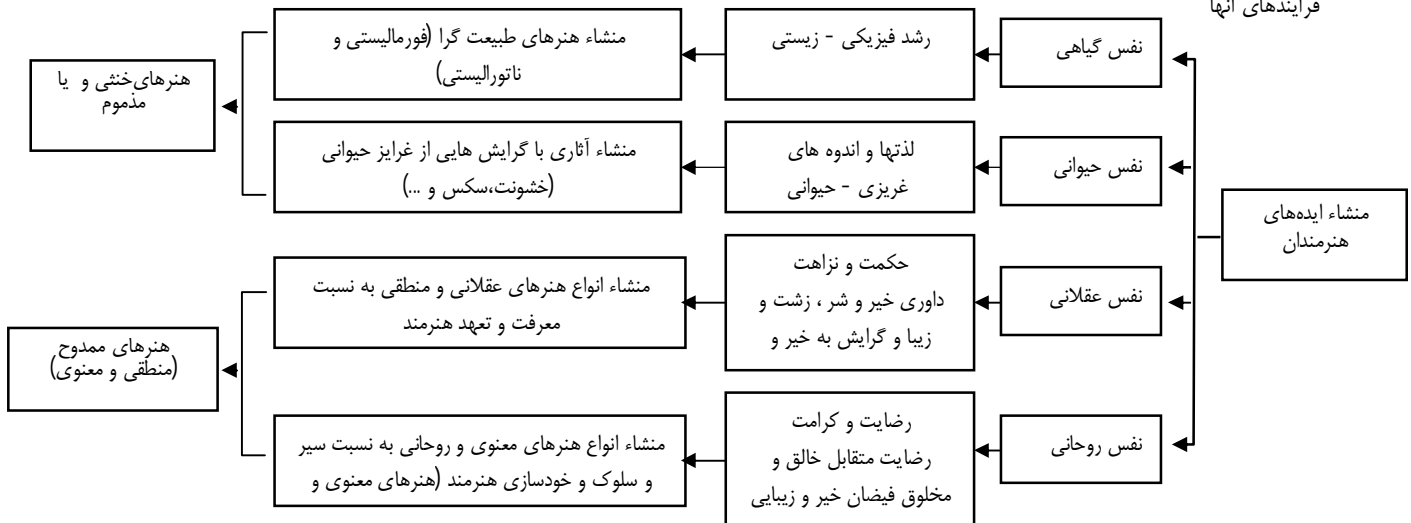 فرآیندهای آنها
منشاء ایده‌های
هنرمندان
نفس گیاهی
رشد فیزیکی - زیستی
منشاء هنرهای طبیعت گرا (فورمالیستی و
ناتورالیستی)
نفس حیوانی
لذتها و اندوه های
غریزی - حیوانی
منشاء آثاری با گرایش هایی از غرایز حیوانی
(خشونت،سکس و ...)
هنرهای‌خنثی و یا
مذموم
نفس عقلانی
حکمت و نزاهت
داوری خیر و شر ، زشت و
زیبا و گرایش به خیر و
منشاء انواع هنرهای عقلانی و منطقی به نسبت
معرفت و تعهد هنرمند
نفس روحانی
رضایت و کرامت
رضایت متقابل خالق و
مخلوق فیضان خیر و زیبایی
منشاء انواع هنرهای معنوی و روحانی به نسبت سیر
و سلوک و خودسازی هنرمند (هنرهای معنوی و
هنرهای ممدوح
(منطقی و معنوی)